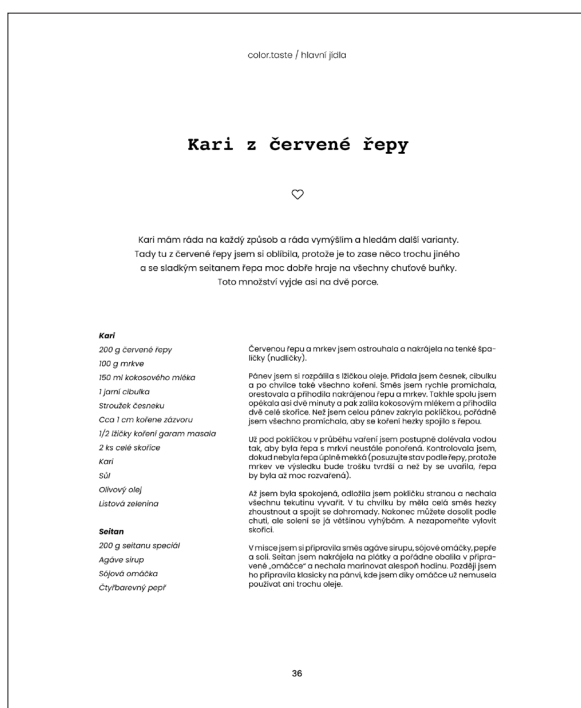 color.taste / hlavní jídla
Kari z červené řepy
Kari mám ráda na každý způsob a ráda vymýšlím a hledám další varianty.
Tady tu z červené řepy jsem si oblíbila, protože je to zase něco trochu jiného
a se sladkým seitanem řepa moc dobře hraje na všechny chuťové buňky.
Toto množství vyjde asi na dvě porce.
Kari
200 g červené řepy
100 g mrkve
150 ml kokosového mléka
1 jarní cibulka
Stroužek česneku
Cca 1 cm kořene zázvoru
1/2 lžičky koření garam masala
2 ks celé skořice
Kari
Sůl
Olivový olej
Listová zelenina
Seitan
200 g seitanu speciál
Agáve sirup
Sójová omáčka
Čtyřbarevný pepř
Červenou řepu a mrkev jsem ostrouhala a nakrájela na tenké špa-
líčky (nudličky).
Pánev jsem si rozpálila s lžičkou oleje. Přidala jsem česnek, cibulku
a po chvilce také všechno koření. Směs jsem rychle promíchala,
orestovala a přihodila nakrájenou řepu a mrkev. Takhle spolu jsem
opékala asi dvě minuty a pak zalila kokosovým mlékem a přihodila
dvě celé skořice. Než jsem celou pánev zakryla pokličkou, pořádně
jsem všechno promíchala, aby se koření hezky spojilo s řepou.
Už pod pokličkou v průběhu vaření jsem postupně dolévala vodou
tak, aby byla řepa s mrkví neustále ponořená. Kontrolovala jsem,
dokud nebyla řepa úplně měkká (posuzujte stav podle řepy, protože
mrkev ve výsledku bude trošku tvrdší a než by se uvařila, řepa
by byla až moc rozvařená).
Až jsem byla spokojená, odložila jsem pokličku stranou a nechala
všechnu tekutinu vyvařit. V tu chvilku by měla celá směs hezky
zhoustnout a spojit se dohromady. Nakonec můžete dosolit podle
chuti, ale solení se já většinou vyhýbám. A nezapomeňte vylovit
skořici.
V misce jsem si připravila směs agáve sirupu, sójové omáčky, pepře
a soli. Seitan jsem nakrájela na plátky a pořádně obalila v připra-
vené „omáčce“ a nechala marinovat alespoň hodinu. Později jsem
ho připravila klasicky na pánvi, kde jsem díky omáčce už nemusela
používat ani trochu oleje.
36